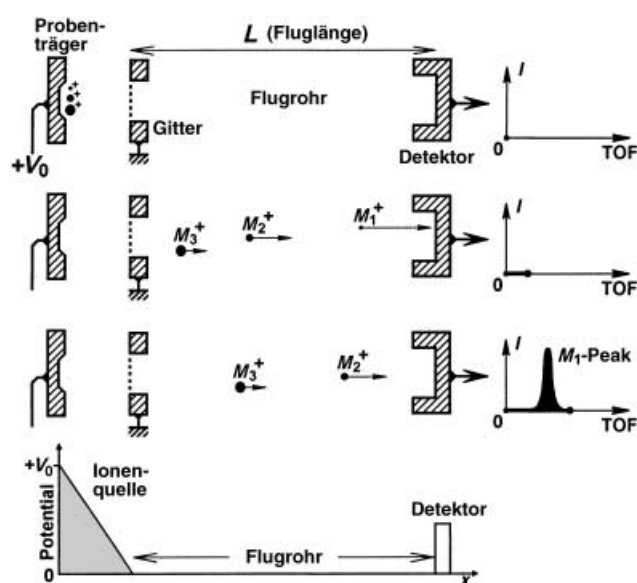 Proben-
träger
L (Fluglänge)
+
+
+
Flugrohr
Gitter
+V₀
Detektor
I
0
TOF
M₃⁺
M₂⁺
M₁⁺
I
0
TOF
M₃⁺
M₂⁺
I
M₁-Peak
0
TOF
+V₀
Ionen-
quelle
Potential
0
Flugrohr
Detektor
x